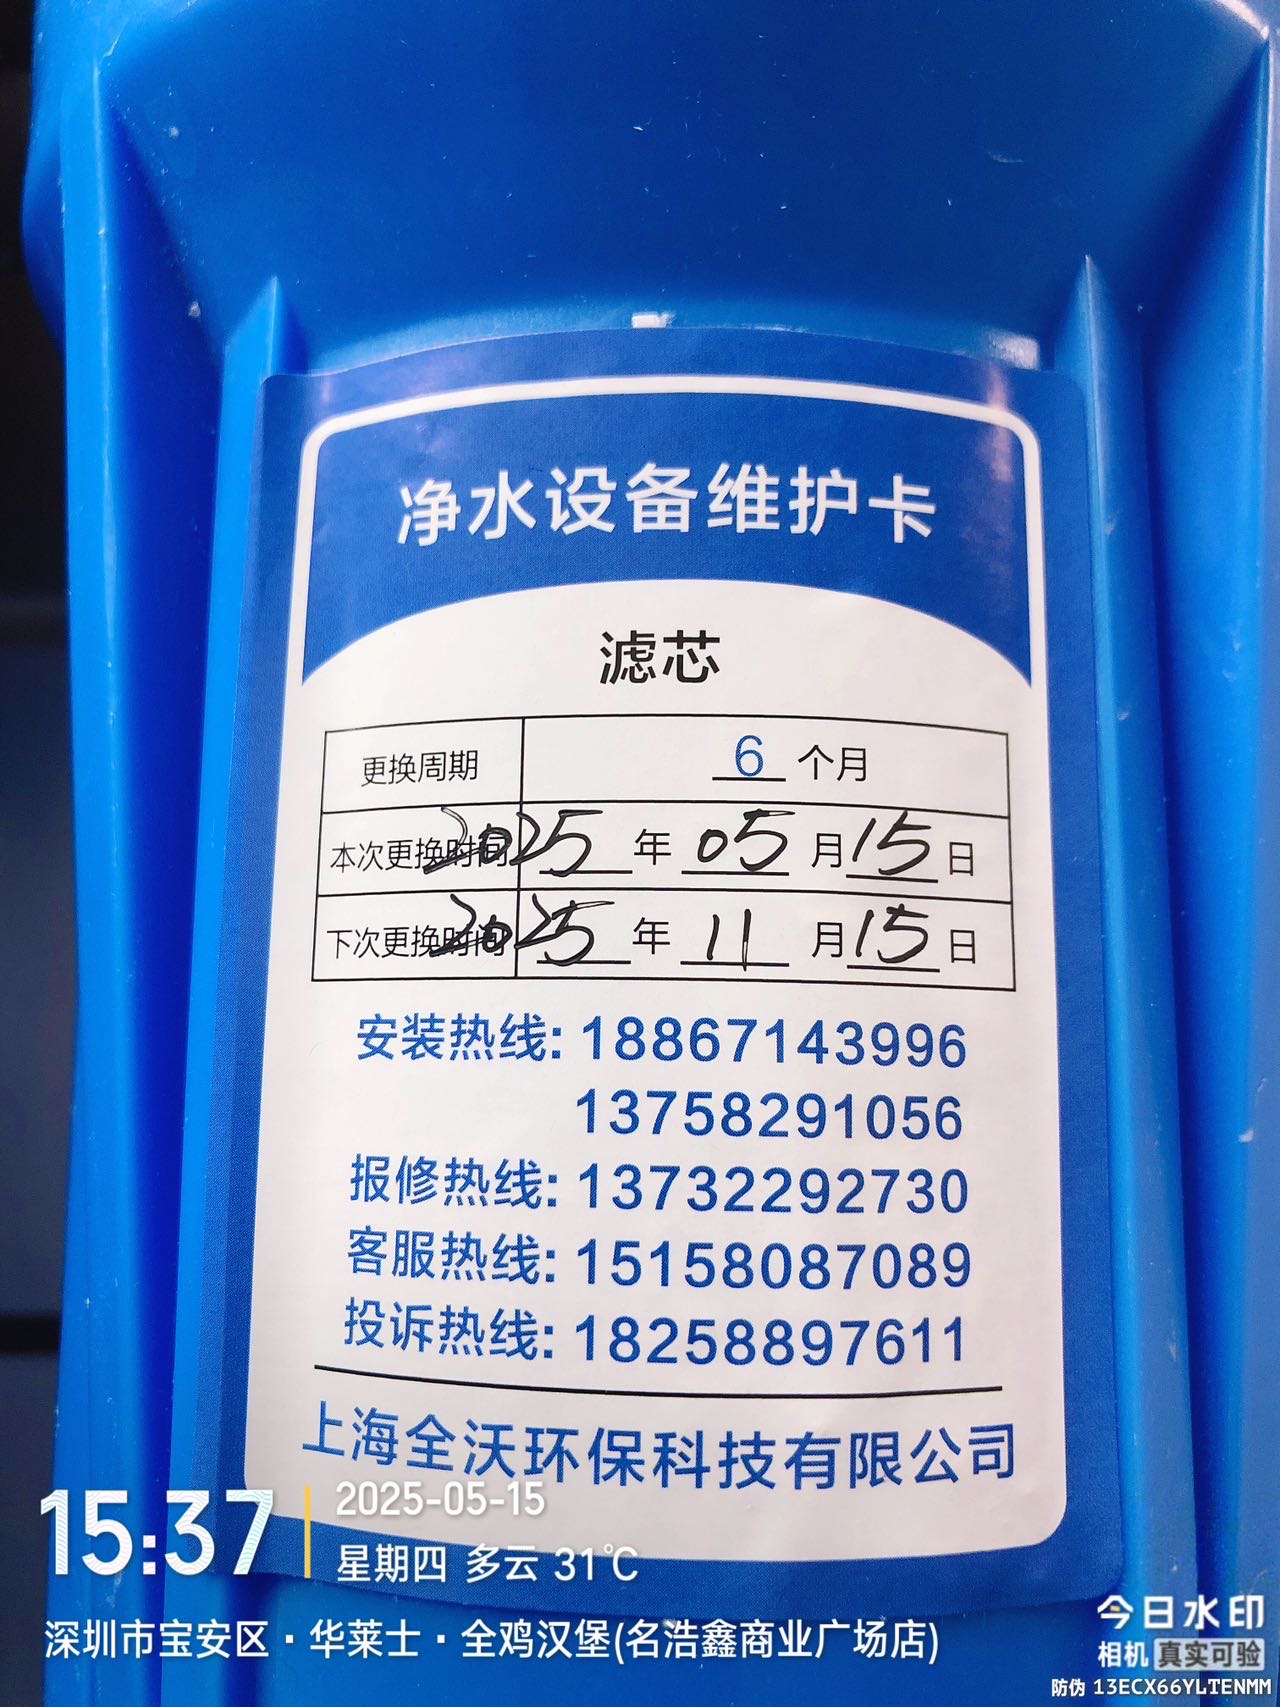 净水设备维护卡
滤芯
更换周期 6 个月
本次更换时间 2025 年 05 月 15 日
下次更换时间 2025 年 11 月 15 日
安装热线: 18867143996
13758291056
报修热线: 13732292730
客服热线: 15158087089
投诉热线: 18258897611
上海全沃环保科技有限公司
15:37
2025-05-15
星期四 多云 31℃
深圳市宝安区·华莱士·全鸡汉堡(名浩鑫商业广场店)
今日水印
相机 真实可验
防伪 13ECX66YLTENMM